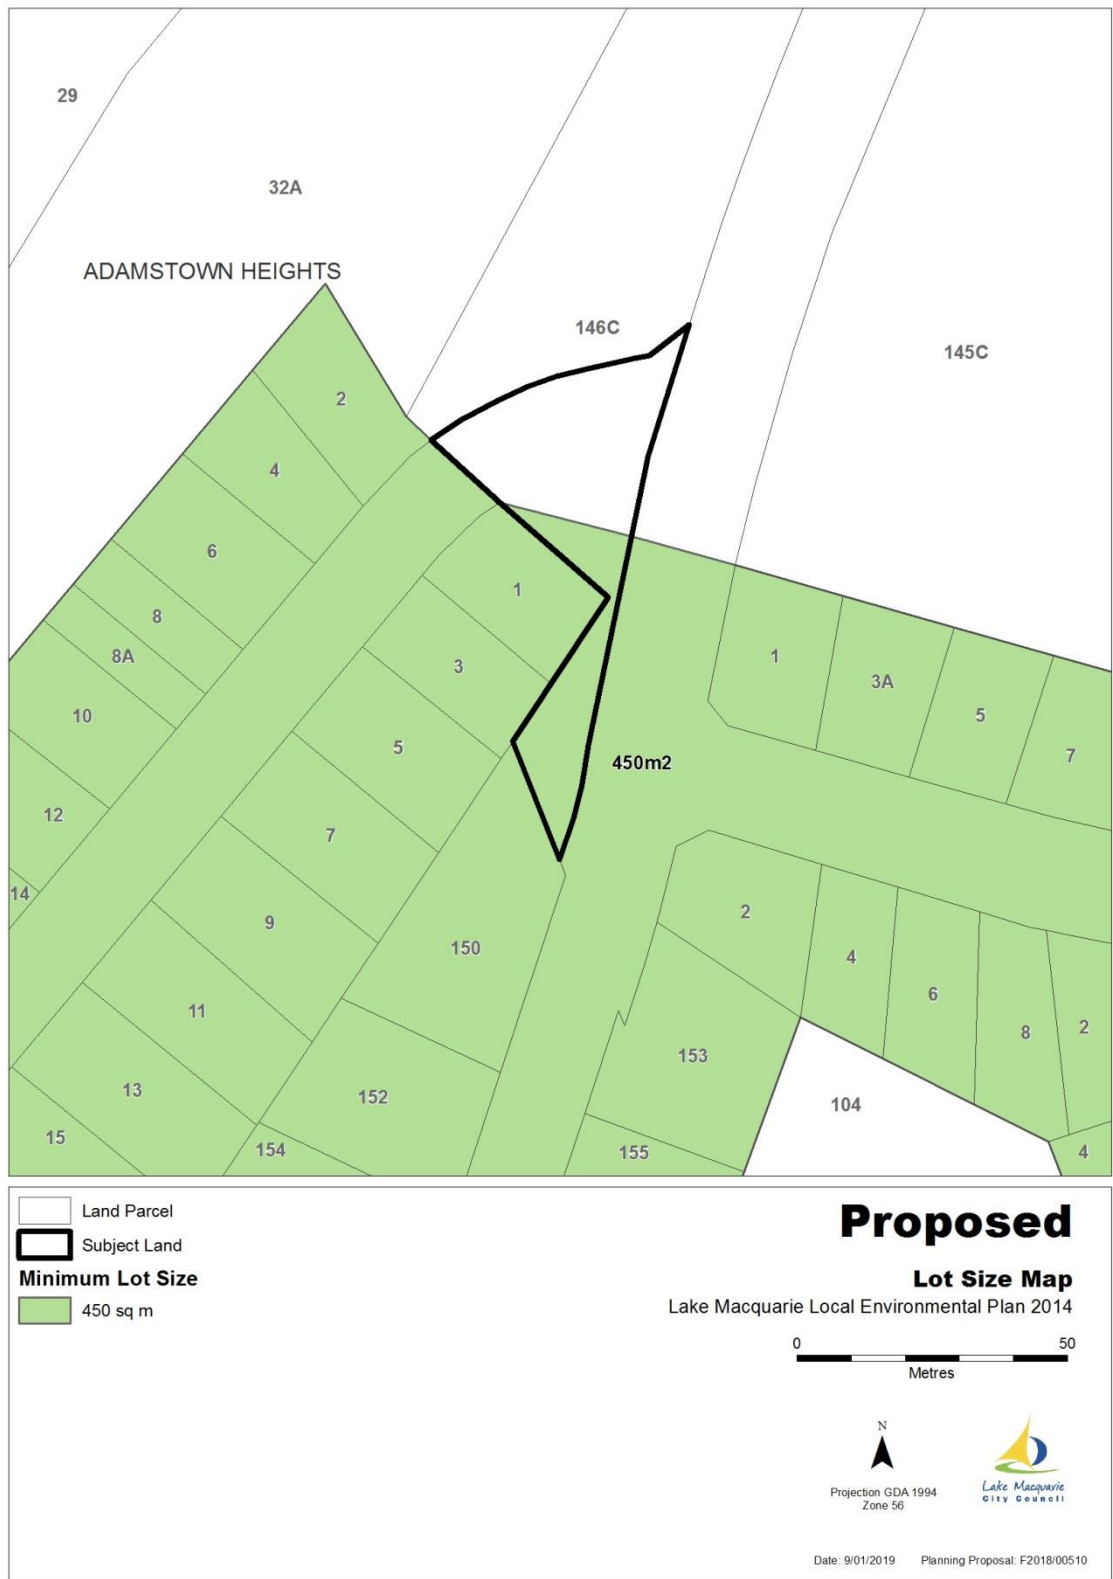 29
32A
ADAMSTOWN HEIGHTS
146C
145C
2
4
6
1
8
3
1
8A
3A
10
5
5
7
450m2
12
7
14
2
9
150
4
6
11
2
8
153
13
152
104
15
154
155
4
Land Parcel
Subject Land
Minimum Lot Size
450 sq m
Proposed
Lot Size Map
Lake Macquarie Local Environmental Plan 2014
0 50
Metres
N
Projection GDA 1994
Zone 56
Lake Macquarie
City Council
Date: 9/01/2019 Planning Proposal: F2018/00510